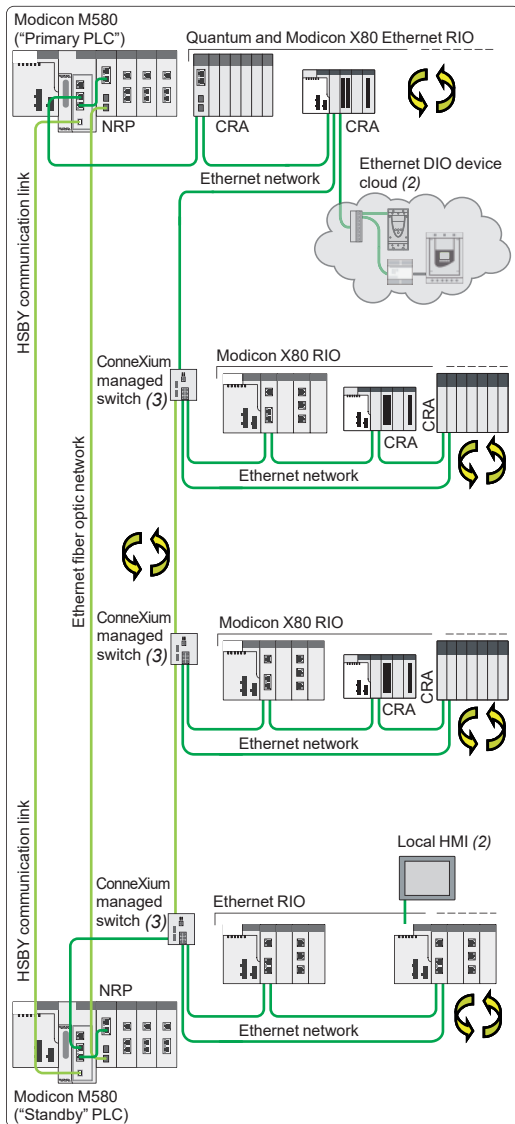 Modicon M580
(“Primary PLC”)
Quantum and Modicon X80 Ethernet RIO
NRP
CRA
CRA
Ethernet network
Ethernet DIO device
cloud (2)
HSBY communication link
Ethernet fiber optic network
ConneXium
managed
switch (3)
Modicon X80 RIO
CRA
CRA
Ethernet network
ConneXium
managed
switch (3)
Modicon X80 RIO
CRA
CRA
Ethernet network
HSBY communication link
Local HMI (2)
ConneXium
managed
switch (3)
Ethernet RIO
NRP
Ethernet network
Modicon M580
(“Standby” PLC)